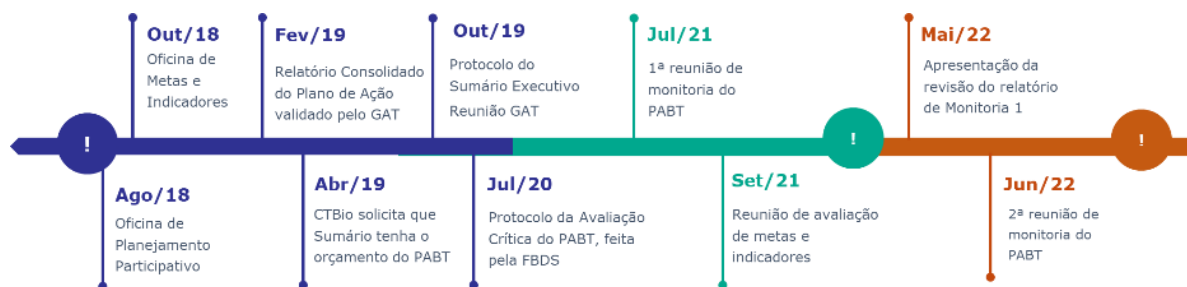 Out/18
Oficina de
Metas e
Indicadores
Fev/19
Relatório Consolidado
do Plano de Ação
validado pelo GAT
Out/19
Protocolo do
Sumário Executivo
Reunião GAT
Jul/21
1ª reunião de
monitoria do
PABT
Mai/22
Apresentação da
revisão do relatório
de Monitoria 1
!
!
!
Ago/18
Oficina de
Planejamento
Participativo
Abr/19
CTBio solicita que
Sumário tenha o
orçamento do PABT
Jul/20
Protocolo da Avaliação
Crítica do PABT, feita
pela FBDS
Set/21
Reunião de avaliação
de metas e
indicadores
Jun/22
2ª reunião de
monitoria do
PABT